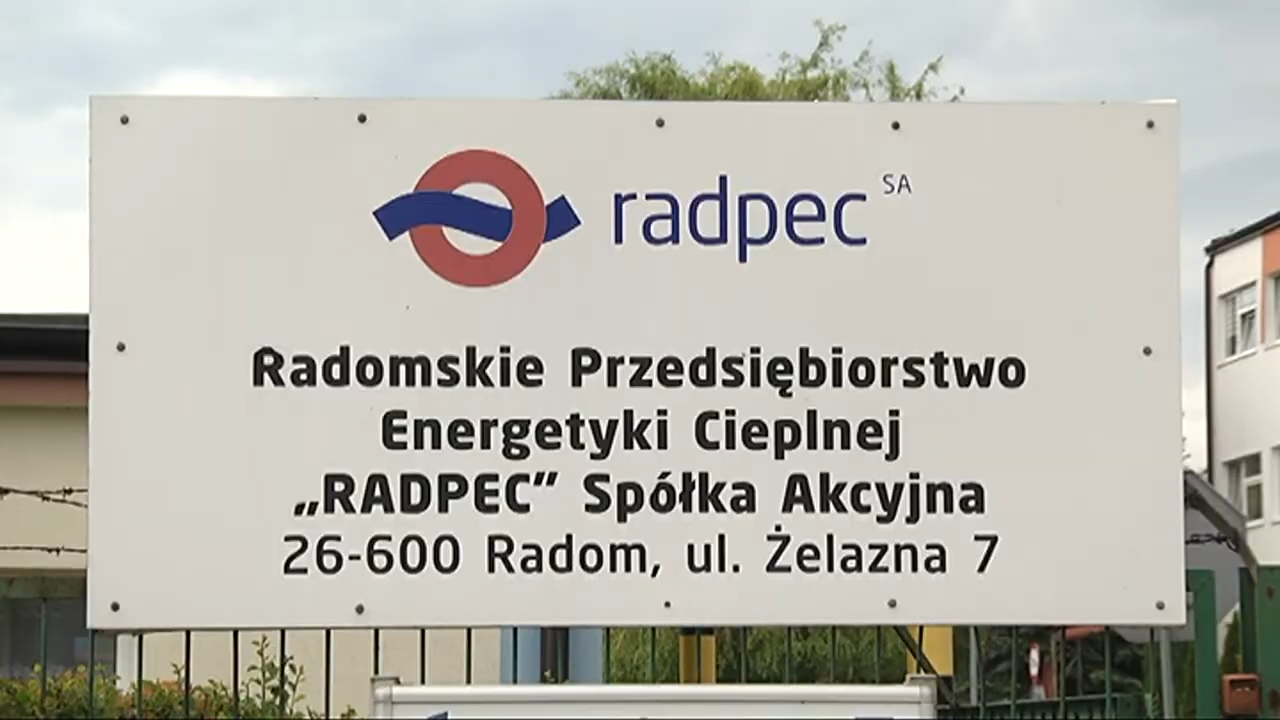 radpec SA
Radomskie Przedsiębiorstwo
Energetyki Cieplnej
„RADPEC” Spółka Akcyjna
26-600 Radom, ul. Żelazna 7